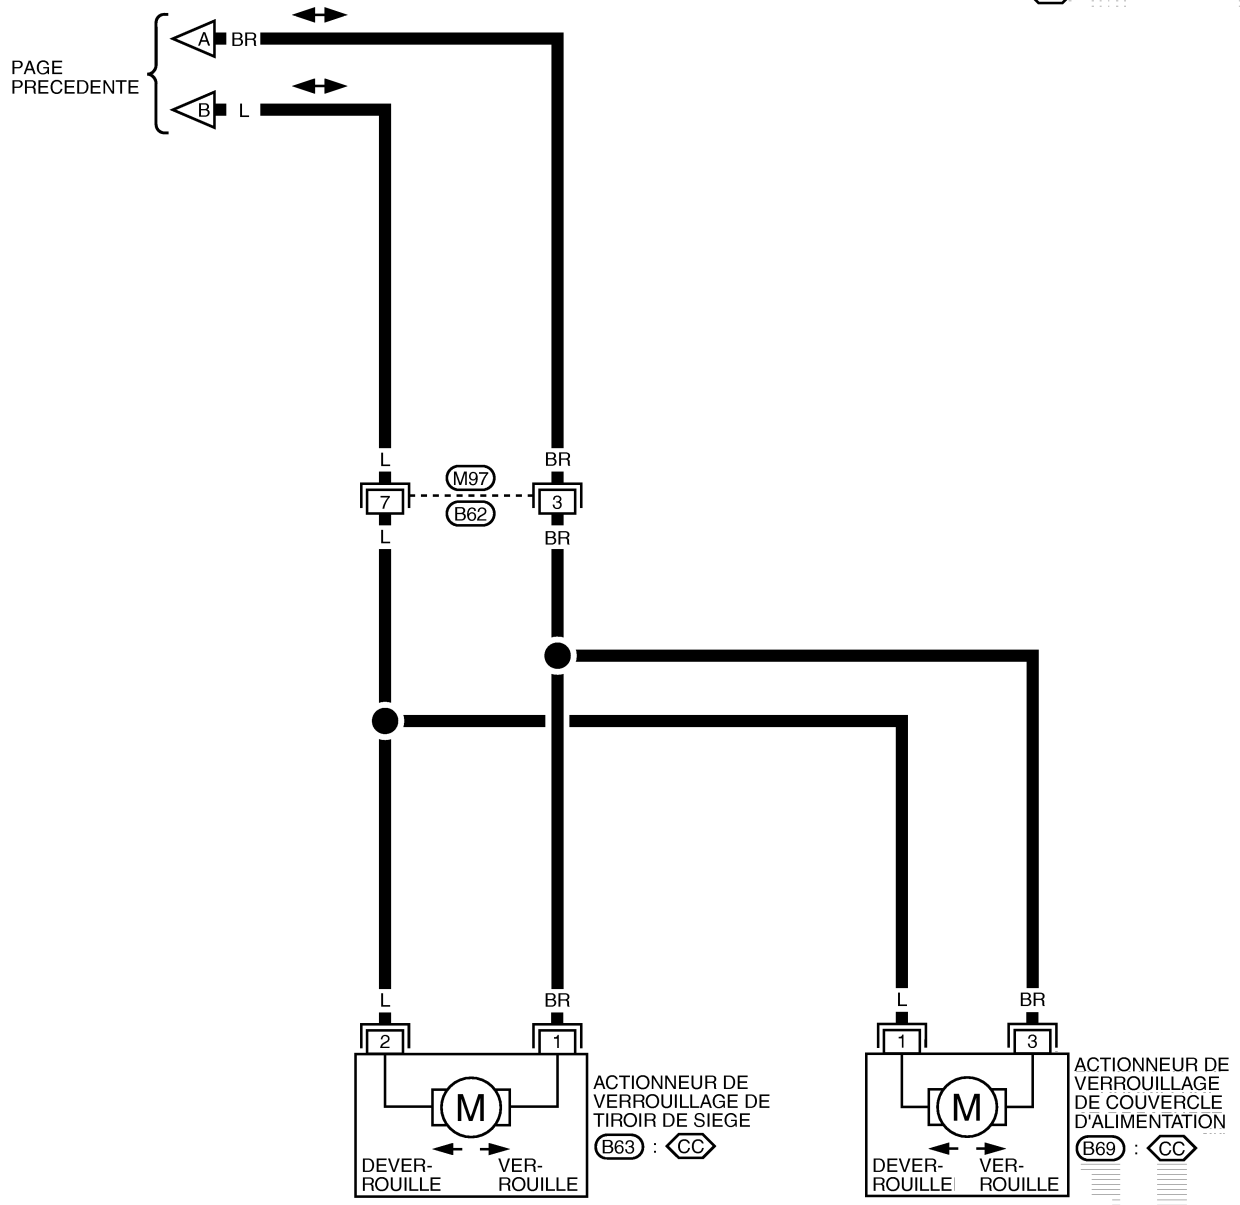 PAGE
PRECEDENTE
A BR
B L
L BR
M97
7 3
B62
L BR
L BR L BR
2 1 1 3
M
ACTIONNEUR DE
VERROUILLAGE DE
TIROIR DE SIEGE
B63 : CC
DEVER-
ROUILLE
VER-
ROUILLE
M
ACTIONNEUR DE
VERROUILLAGE
DE COUVERCLE
D'ALIMENTATION
B69 : CC
DEVER-
ROUILLE
VER-
ROUILLE